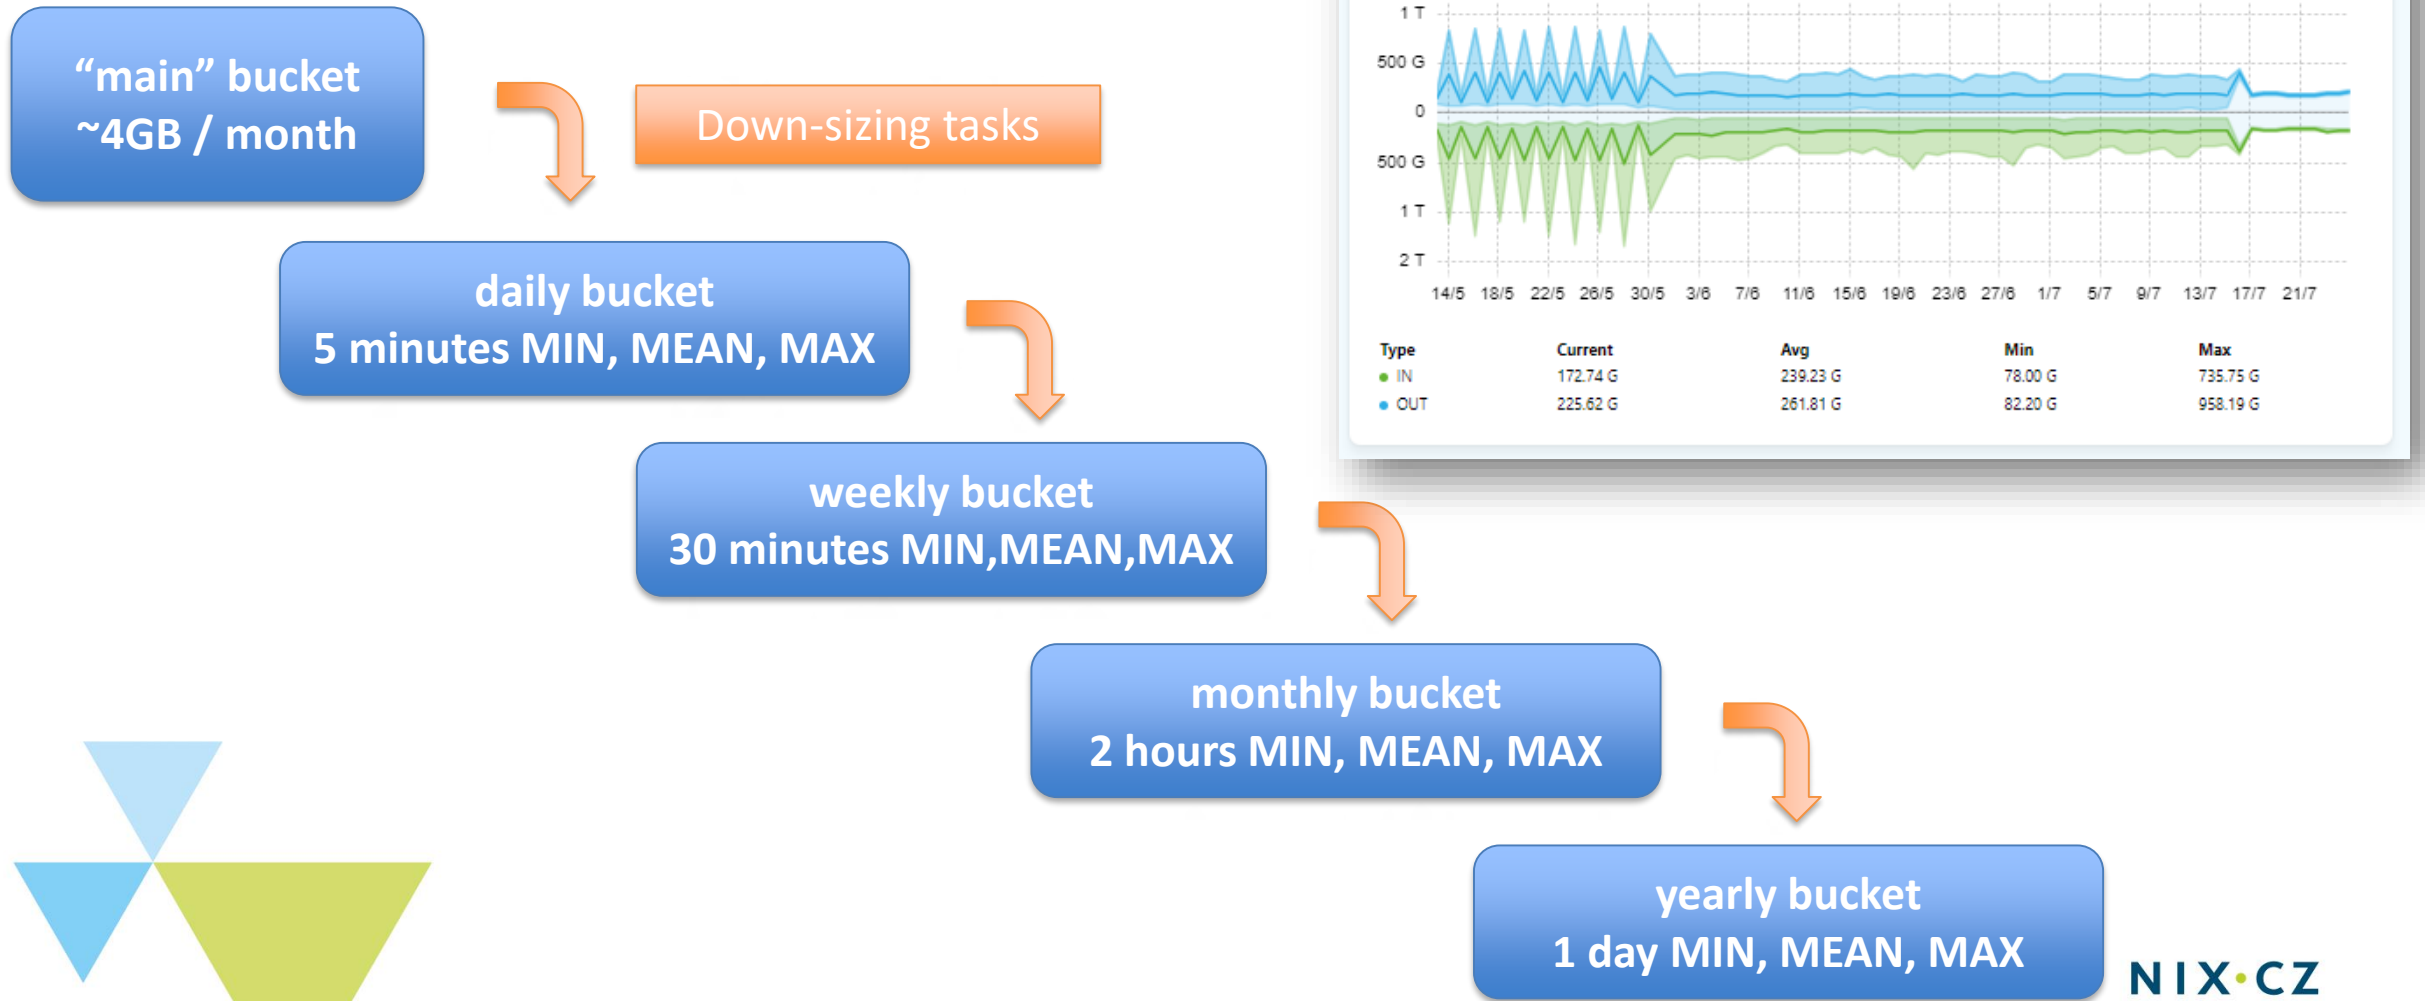 “main” bucket
~4GB / month
Down-sizing tasks
daily bucket
5 minutes MIN, MEAN, MAX
weekly bucket
30 minutes MIN,MEAN,MAX
monthly bucket
2 hours MIN, MEAN, MAX
yearly bucket
1 day MIN, MEAN, MAX
1 T
500 G
0
500 G
1 T
2 T
14/5 18/5 22/5 26/5 30/5 3/6 7/6 11/6 15/6 19/6 23/6 27/6 1/7 5/7 9/7 13/7 17/7 21/7
Type Current Avg Min Max
IN 172.74 G 239.23 G 78.00 G 735.75 G
OUT 225.62 G 261.81 G 82.20 G 958.19 G
NIX•CZ